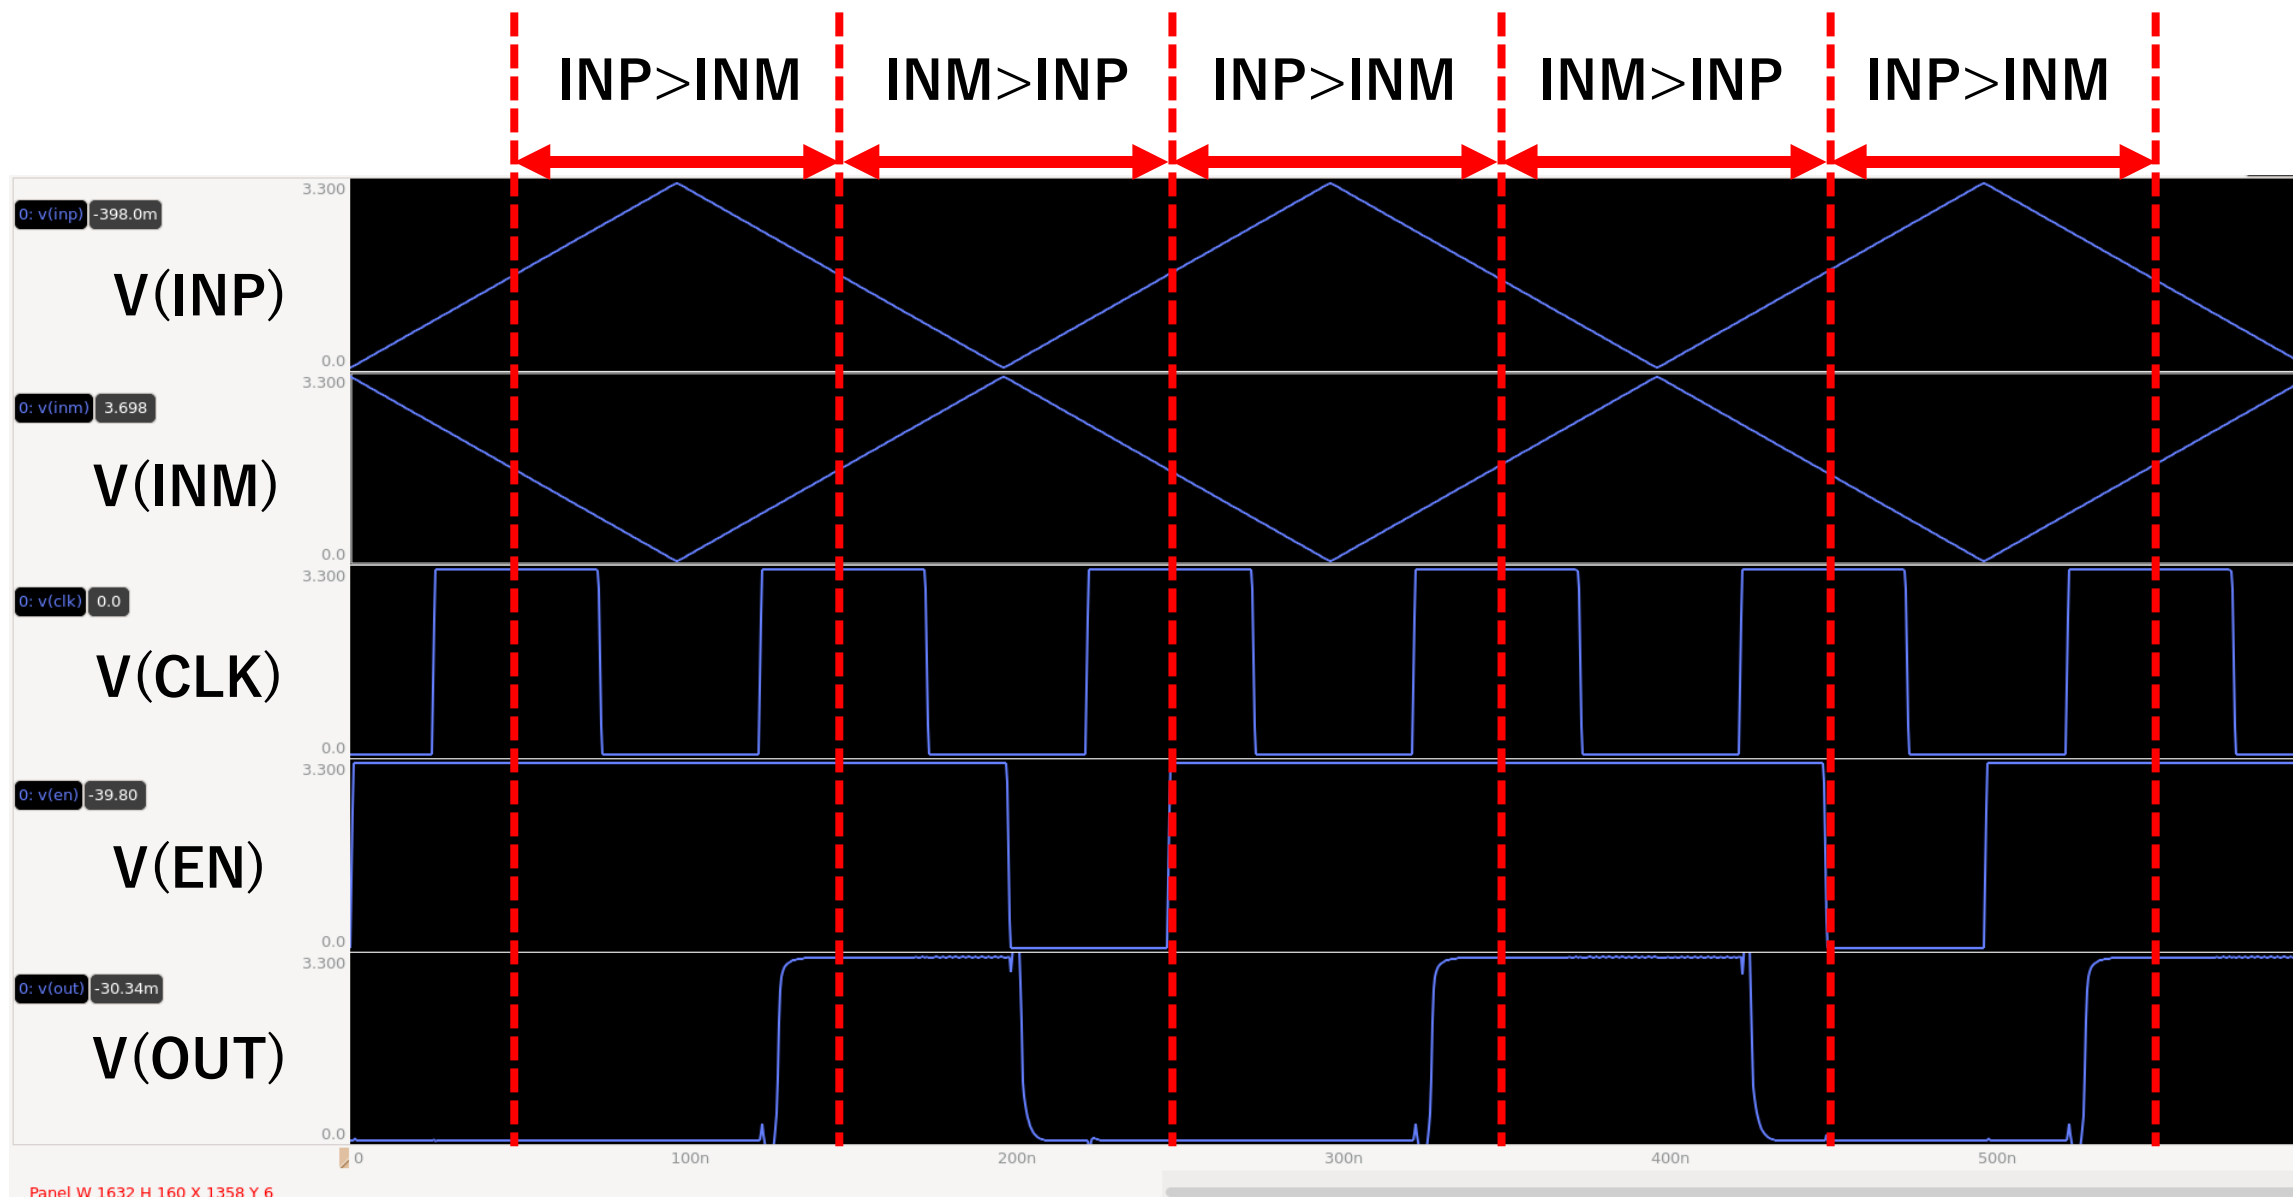 INP>INM INM>INP INP>INM INM>INP INP>INM
3.300
0: v(inp) -398.0m
V(INP)
0.0
3.300
0: v(inm) 3.698
V(INM)
0.0
3.300
0: v(clk) 0.0
V(CLK)
0.0
3.300
0: v(en) -39.80
V(EN)
0.0
3.300
0: v(out) -30.34m
V(OUT)
0.0
0 100n 200n 300n 400n 500n
Panel W 1632 H 160 X 1358 Y 6